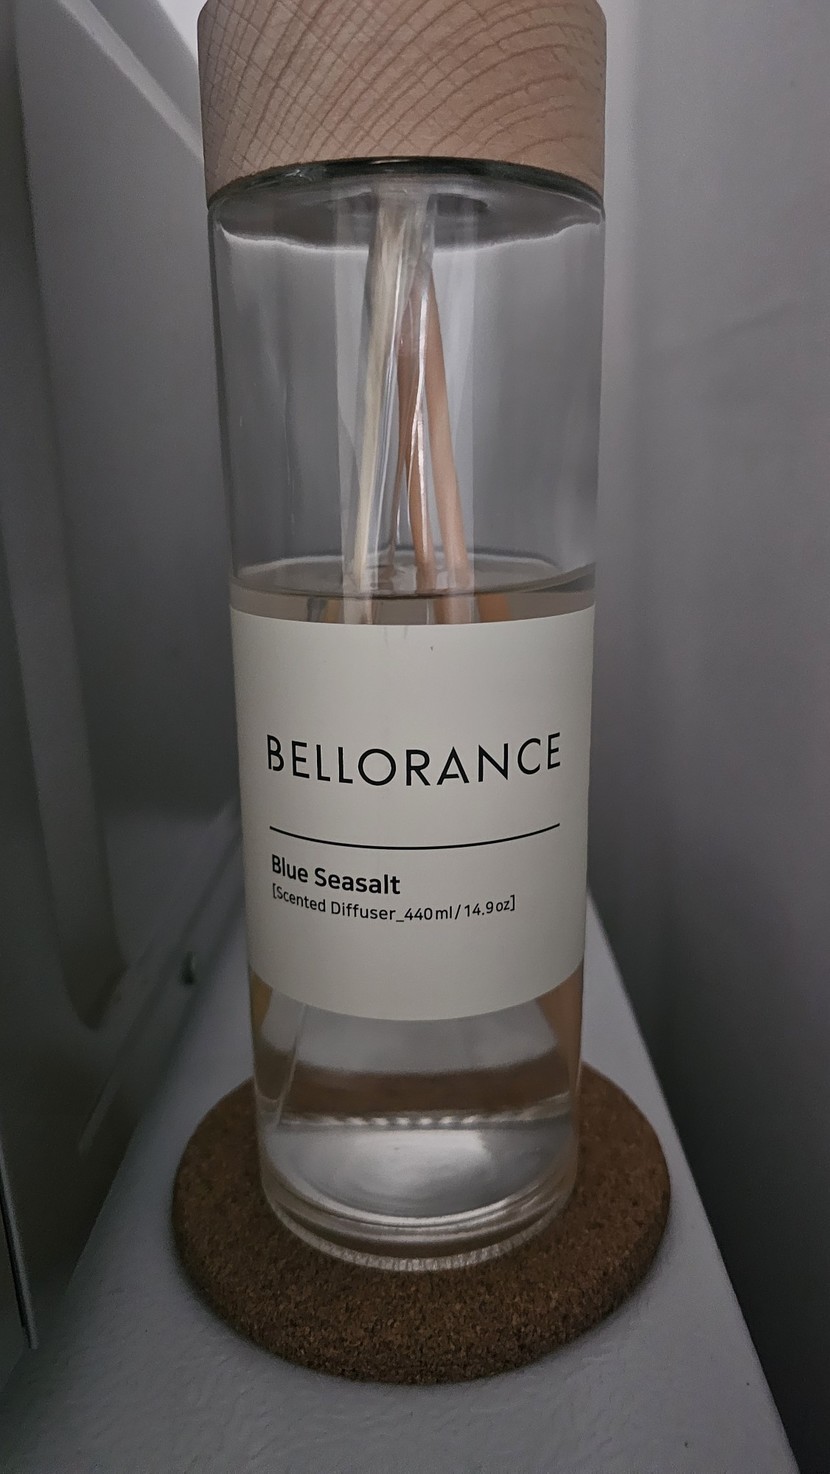 BELLORANCE
Blue Seasalt
[Scented Diffuser_440ml/14.9oz]